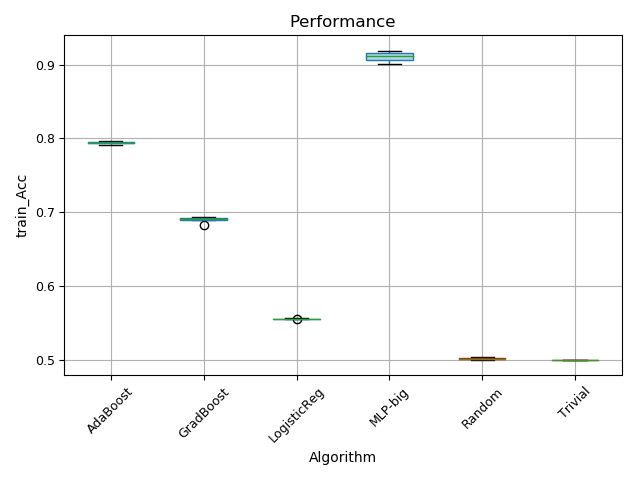 Performance
train_Acc
0.9
0.8
0.7
0.6
0.5
AdaBoost
GradBoost
LogisticReg
MLP-big
Random
Trivial
Algorithm